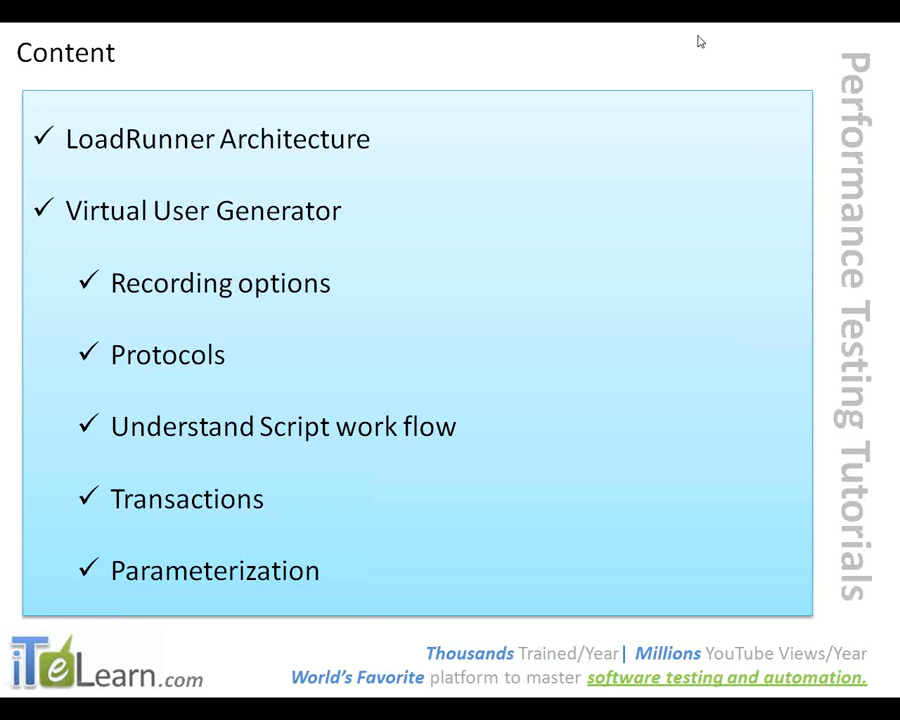 Content
LoadRunner Architecture
Virtual User Generator
Recording options
Protocols
Understand Script work flow
Transactions
Parameterization
Performance Testing Tutorials
iTeLearn.com
Thousands Trained/Year| Millions YouTube Views/Year
World's Favorite platform to master software testing and automation.